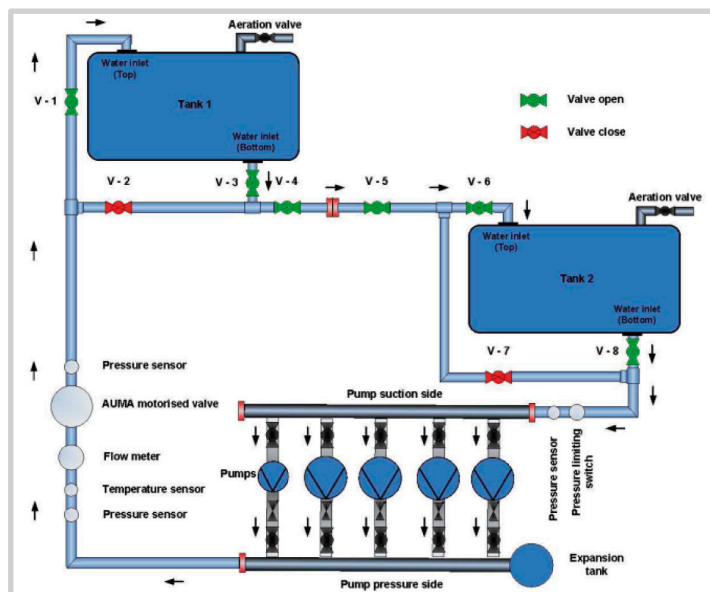 Aeration valve
Water inlet
(Top)
V - 1
Tank 1
Valve open
Water inlet
(Bottom)
Valve close
V - 2
V - 3
V - 4
V - 5
V - 6
Aeration valve
Water inlet
(Top)
Tank 2
Water inlet
(Bottom)
V - 7
V - 8
Pressure sensor
Pump suction side
AUMA motorised valve
Flow meter
Pumps
Pressure sensor
Pressure limiting
switch
Temperature sensor
Pressure sensor
Expansion
tank
Pump pressure side